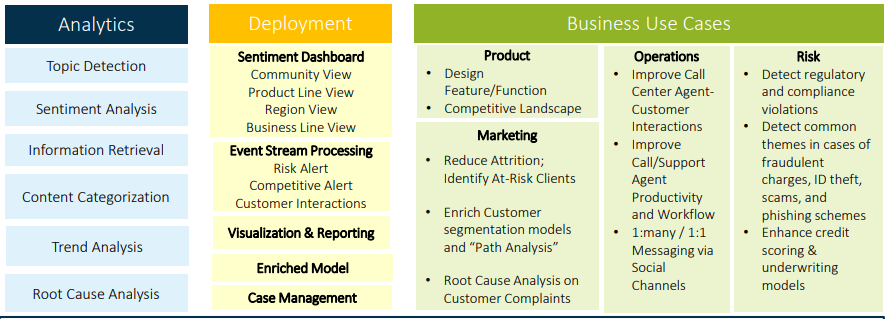 Analytics
Topic Detection
Sentiment Analysis
Information Retrieval
Content Categorization
Trend Analysis
Root Cause Analysis
Deployment
Sentiment Dashboard
Community View
Product Line View
Region View
Business Line View
Event Stream Processing
Risk Alert
Competitive Alert
Customer Interactions
Visualization & Reporting
Enriched Model
Case Management
Business Use Cases
Product
• Design
Feature/Function
• Competitive Landscape
Marketing
• Reduce Attrition;
Identify At-Risk Clients
• Enrich Customer
segmentation models
and “Path Analysis”
• Root Cause Analysis on
Customer Complaints
Operations
• Improve Call
Center Agent-
Customer
Interactions
• Improve
Call/Support
Agent
Productivity
and Workflow
• 1:many / 1:1
Messaging via
Social
Channels
Risk
• Detect regulatory
and compliance
violations
• Detect common
themes in cases of
fraudulent
charges, ID theft,
scams, and
phishing schemes
• Enhance credit
scoring &
underwriting
models